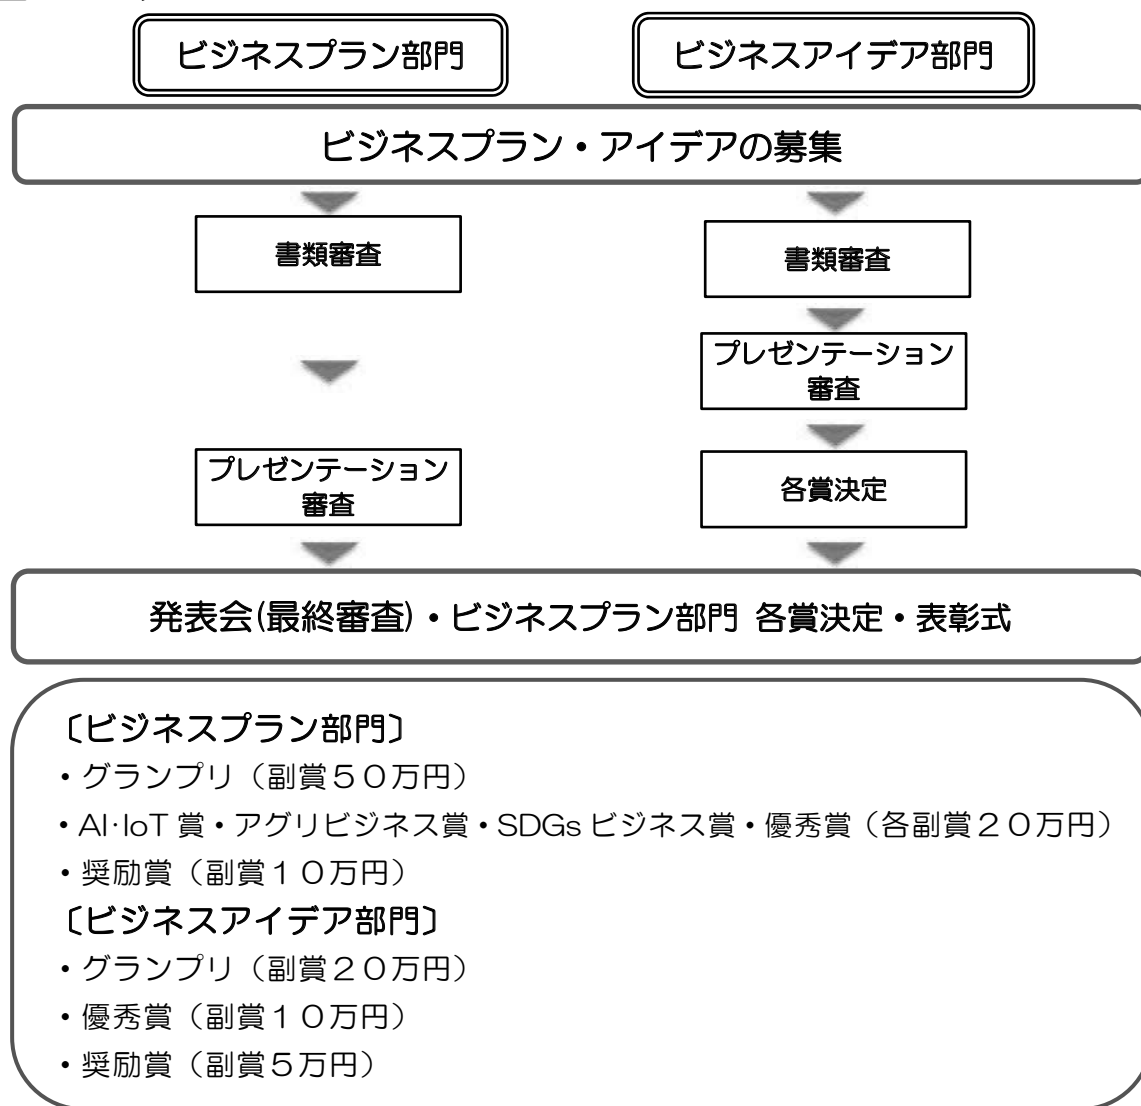 ビジネスプラン部門
ビジネスアイデア部門
ビジネスプラン・アイデアの募集
書類審査
書類審査
プレゼンテーション
審査
プレゼンテーション
審査
各賞決定
発表会(最終審査)・ビジネスプラン部門 各賞決定・表彰式
〔ビジネスプラン部門〕
・グランプリ（副賞５０万円）
・AI･IoT 賞・アグリビジネス賞・SDGs ビジネス賞・優秀賞（各副賞２０万円）
・奨励賞（副賞１０万円）
〔ビジネスアイデア部門〕
・グランプリ（副賞２０万円）
・優秀賞（副賞１０万円）
・奨励賞（副賞５万円）